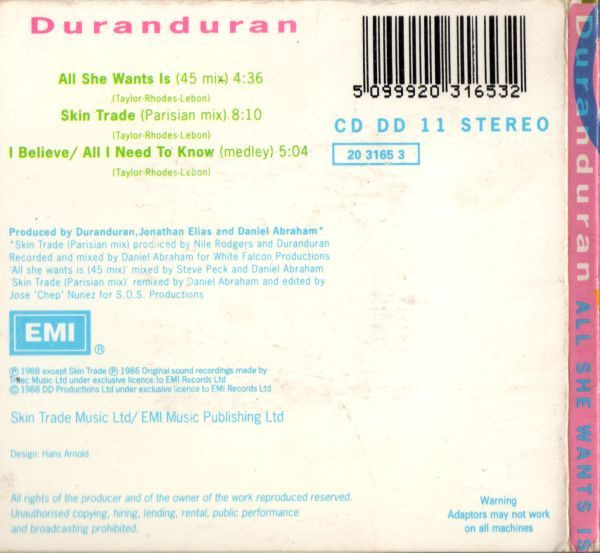 Duranduran
All She Wants Is (45 mix) 4:36
(Taylor-Rhodes-Lebon)
Skin Trade (Parisian mix) 8:10
(Taylor-Rhodes-Lebon)
I Believe/ All I Need To Know (medley) 5:04
(Taylor-Rhodes-Lebon)
5 099920 316532
CD DD 11 STEREO
20 3165 3
Produced by Duranduran,Jonathan Elias and Daniel Abraham*
*Skin Trade (Parisian mix) produced by Nile Rodgers and Duranduran
Recorded and mixed by Daniel Abraham for White Falcon Productions
'All she wants is (45 mix)' mixed by Steve Peck and Daniel Abraham
'Skin Trade (Parisian mix)' remixed by Daniel Abraham and edited by
Jose "Chep" Nunez for S.O.S. Productions
EMI ®
℗ 1988 except Skin Trade ℗ 1986 Original sound recordings made by
Tritec Music Ltd under exclusive licence to EMI Records Ltd
© 1988 DD Productions Ltd under exclusive licence to EMI Records Ltd
Skin Trade Music Ltd/ EMI Music Publishing Ltd
Design: Hans Arnold
All rights of the producer and of the owner of the work reproduced reserved.
Unauthorised copying, hiring, lending, rental, public performance
and broadcasting prohibited.
Warning
Adaptors may not work
on all machines
Duranduran ALL SHE WANTS IS